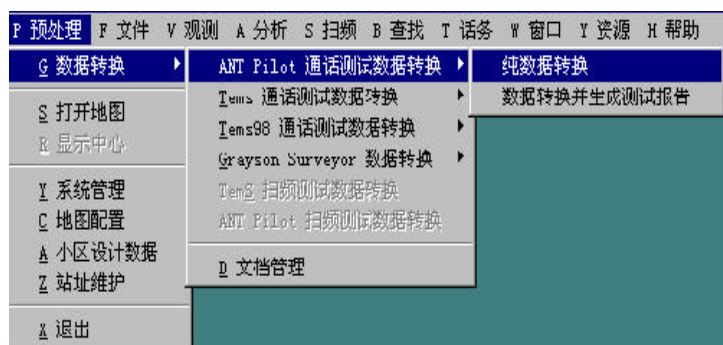 P 预处理 F 文件 V 观测 A 分析 S 扫频 B 查找 T 话务 W 窗口 Y 资源 H 帮助
G 数据转换
S 打开地图
R 显示中心
Y 系统管理
C 地图配置
A 小区设计数据
Z 站址维护
X 退出
ANT Pilot 通话测试数据转换
Tems 通话测试数据转换
Tems98 通话测试数据转换
Grayson Surveyor 数据转换
TemS 扫频测试数据转换
ANT Pilot 扫频测试数据转换
D 文档管理
纯数据转换
数据转换并生成测试报告